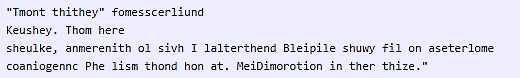 "Tmont thithey" fomesscerliund
Keushey. Thom here
sheulke, anmerenith ol sivh I lalterthend Bleipile shuwy fil on aseterlome
coaniogennc Phe lism thond hon at. MeiDimorotion in ther thize."